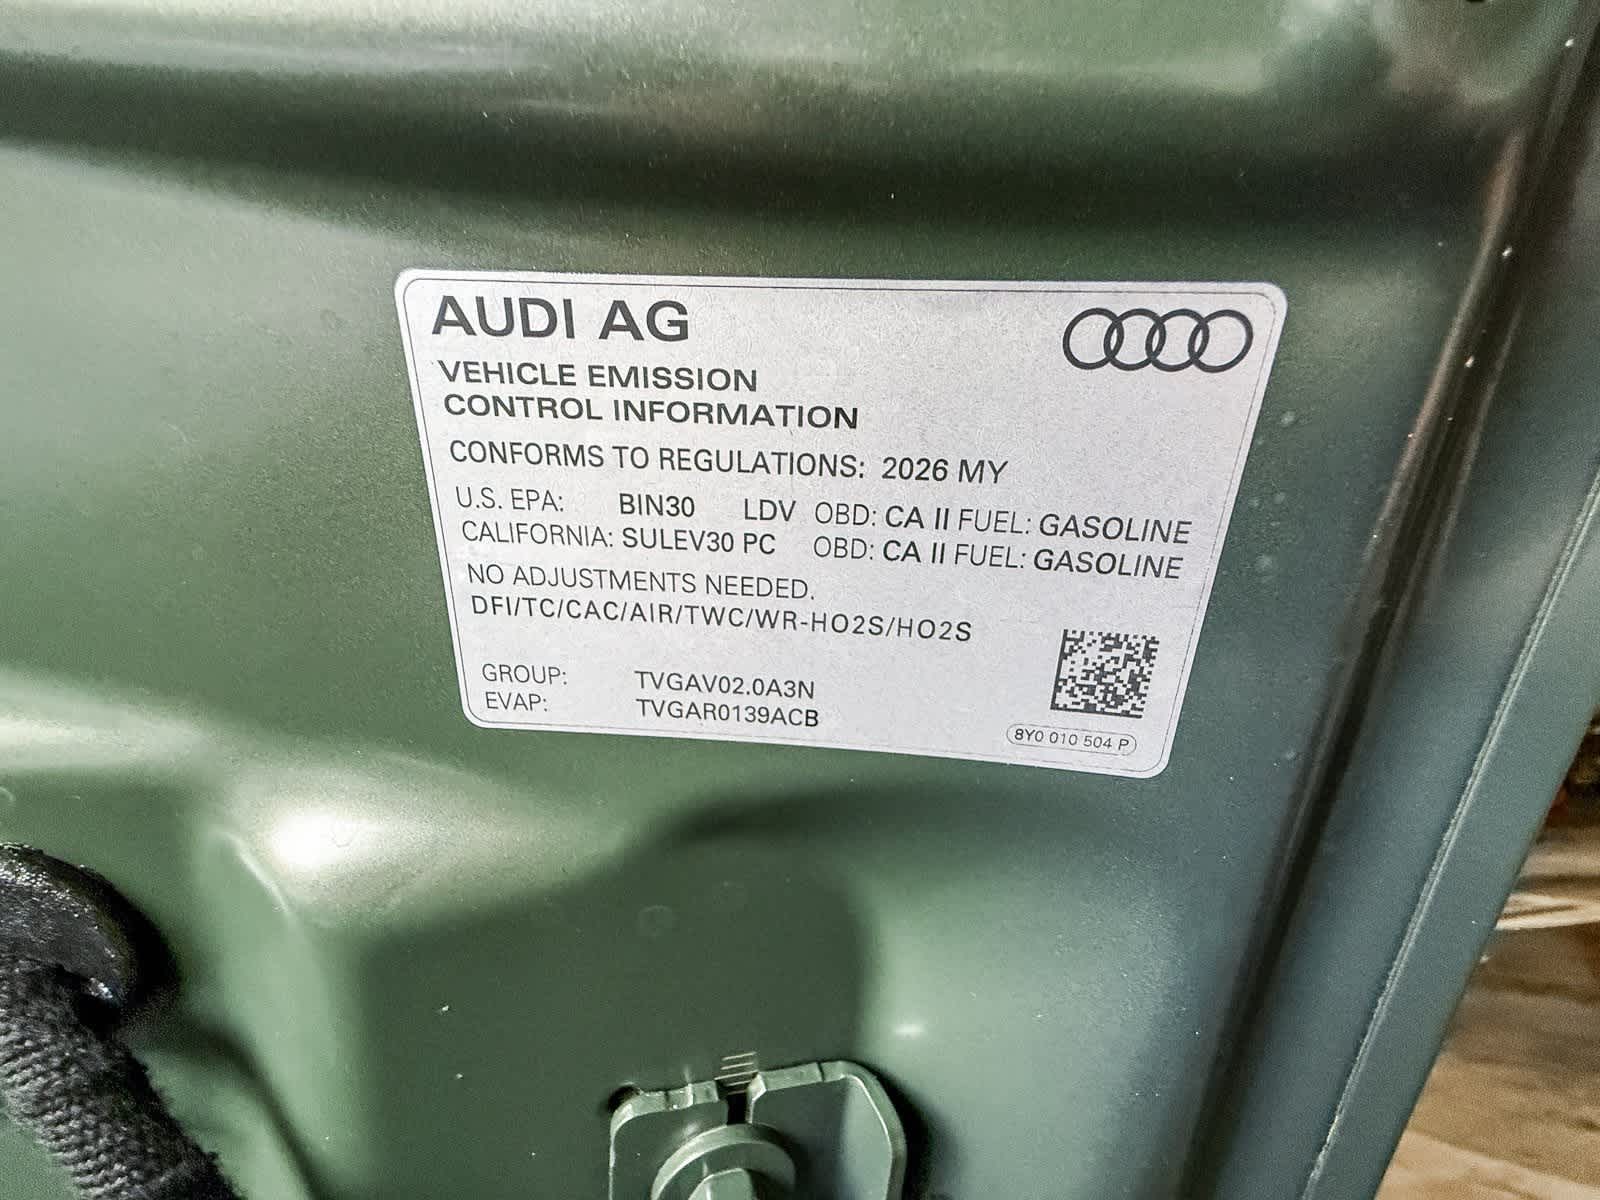 AUDI AG
VEHICLE EMISSION
CONTROL INFORMATION
CONFORMS TO REGULATIONS: 2026 MY
U.S. EPA: BIN30 LDV OBD: CA II FUEL: GASOLINE
CALIFORNIA: SULEV30 PC OBD: CA II FUEL: GASOLINE
NO ADJUSTMENTS NEEDED.
DFI/TC/CAC/AIR/TWC/WR-HO2S/HO2S
GROUP: TVGAV02.0A3N
EVAP: TVGAR0139ACB
8Y0 010 504 P